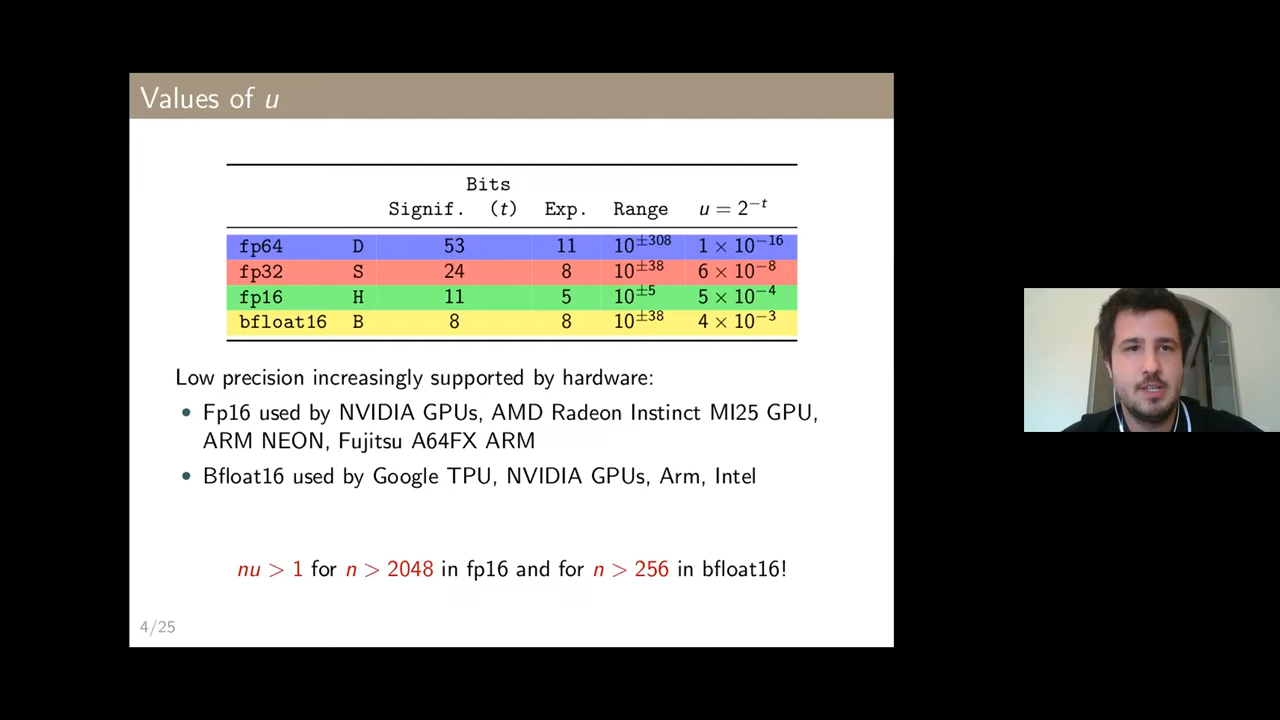 Values of u
Bits
Signif. (t) Exp. Range u = 2⁻ᵗ
fp64 D 53 11 10^±308 1 × 10⁻¹⁶
fp32 S 24 8 10^±38 6 × 10⁻⁸
fp16 H 11 5 10^±5 5 × 10⁻⁴
bfloat16 B 8 8 10^±38 4 × 10⁻³
Low precision increasingly supported by hardware:
• Fp16 used by NVIDIA GPUs, AMD Radeon Instinct MI25 GPU,
ARM NEON, Fujitsu A64FX ARM
• Bfloat16 used by Google TPU, NVIDIA GPUs, Arm, Intel
nu > 1 for n > 2048 in fp16 and for n > 256 in bfloat16!
4/25